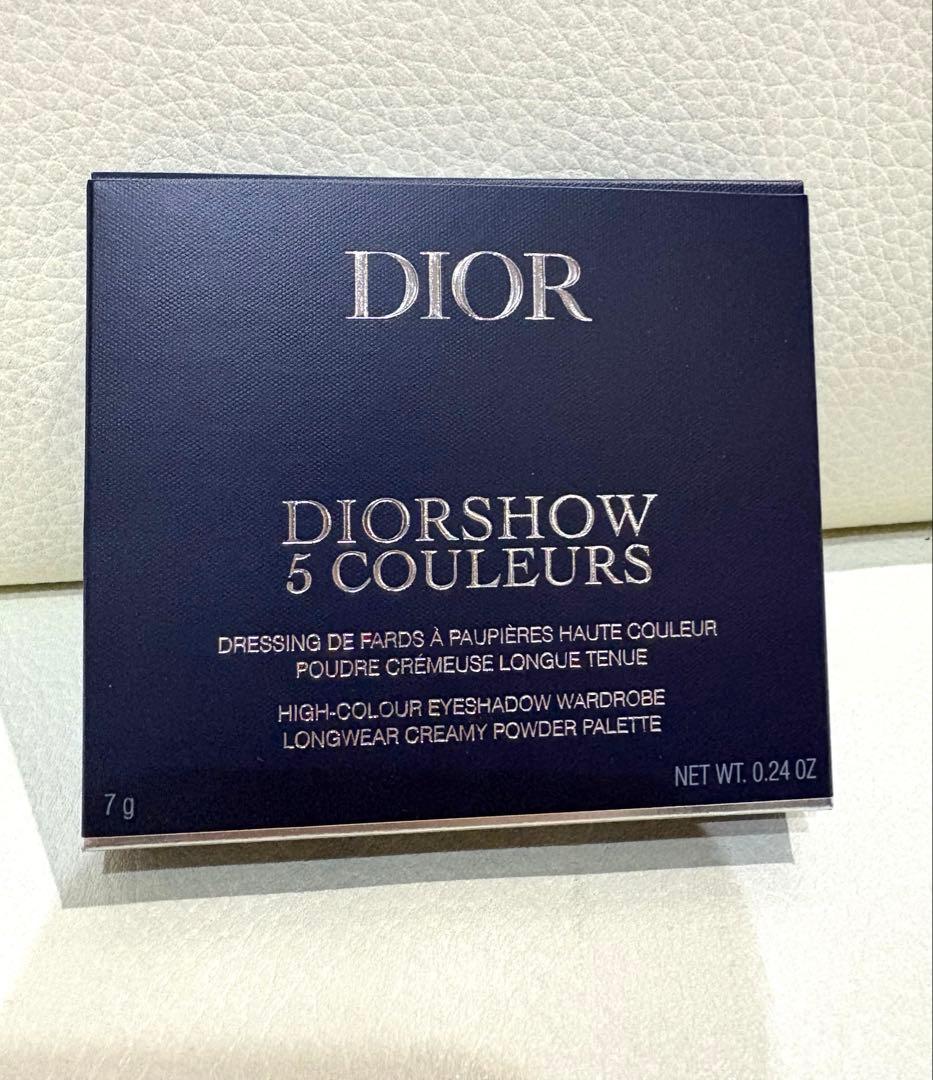 DIOR
DIORSHOW
5 COULEURS
DRESSING DE FARDS À PAUPIÈRES HAUTE COULEUR
POUDRE CRÉMEUSE LONGUE TENUE
HIGH-COLOUR EYESHADOW WARDROBE
LONGWEAR CREAMY POWDER PALETTE
NET WT. 0.24 OZ
7 g